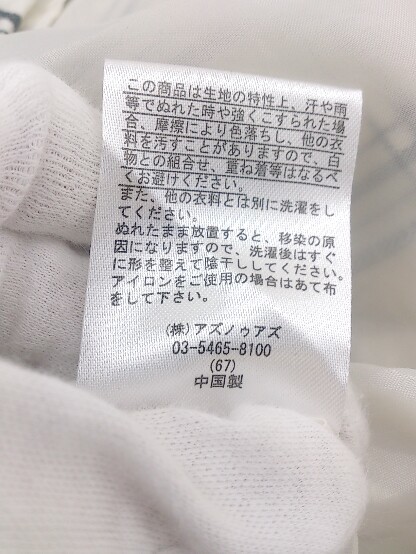 この商品は生地の特性上、汗や雨
等でぬれた時や強くこすられた場
合、摩擦により色落ちし、他の衣
料を汚すことがありますので、白
物との組合せ、重ね着等はなるべ
くお避けください。
また、他の衣料とは別に洗濯をし
てください。
ぬれたまま放置すると、移染の原
因になりますので、洗濯後はすぐ
に形を整えて陰干ししてください。
アイロンをご使用の場合はあて布
をして下さい。
(株)アズノゥアズ
03-5465-8100
(67)
中国製